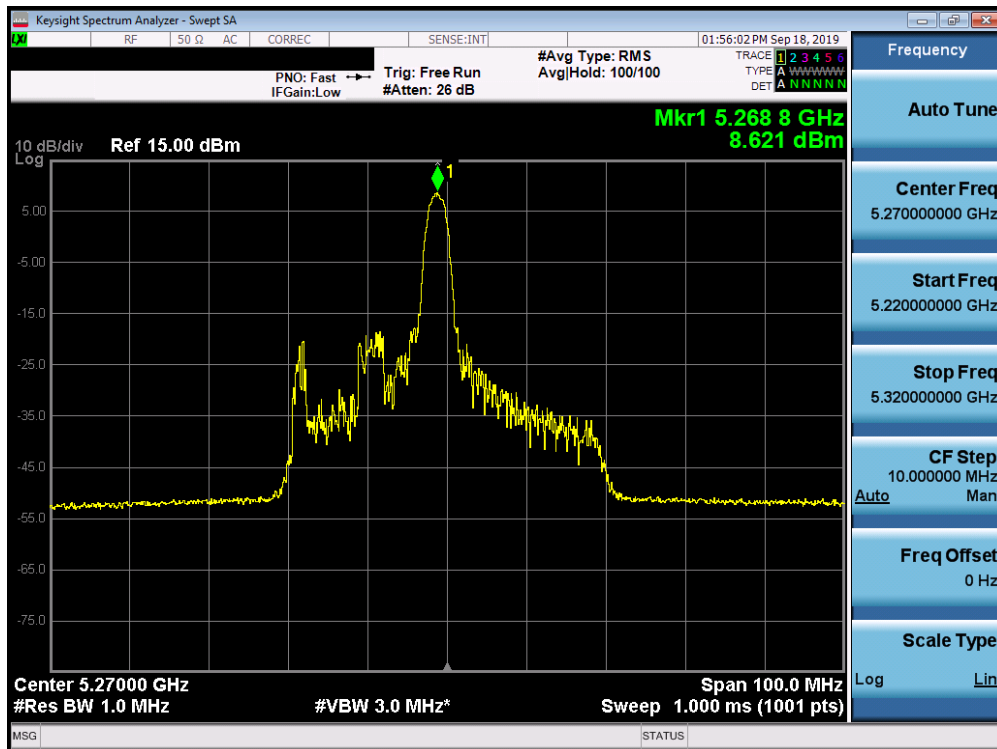 Keysight Spectrum Analyzer - Swept SA
LXI RF 50 Ω AC CORREC SENSE:INT 01:56:02 PM Sep 18, 2019
PNO: Fast
IFGain:Low
Trig: Free Run
#Atten: 26 dB
#Avg Type: RMS
Avg|Hold: 100/100
TRACE 1 2 3 4 5 6
TYPE A WWWWW
DET A N N N N N
Mkr1 5.268 8 GHz
8.621 dBm
10 dB/div
Log
Ref 15.00 dBm
1
5.00
-5.00
-15.0
-25.0
-35.0
-45.0
-55.0
-65.0
-75.0
Center 5.27000 GHz
#Res BW 1.0 MHz
#VBW 3.0 MHz*
Span 100.0 MHz
Sweep 1.000 ms (1001 pts)
MSG
STATUS
Frequency
Auto Tune
Center Freq
5.270000000 GHz
Start Freq
5.220000000 GHz
Stop Freq
5.320000000 GHz
CF Step
10.000000 MHz
Auto Man
Freq Offset
0 Hz
Scale Type
Log Lin